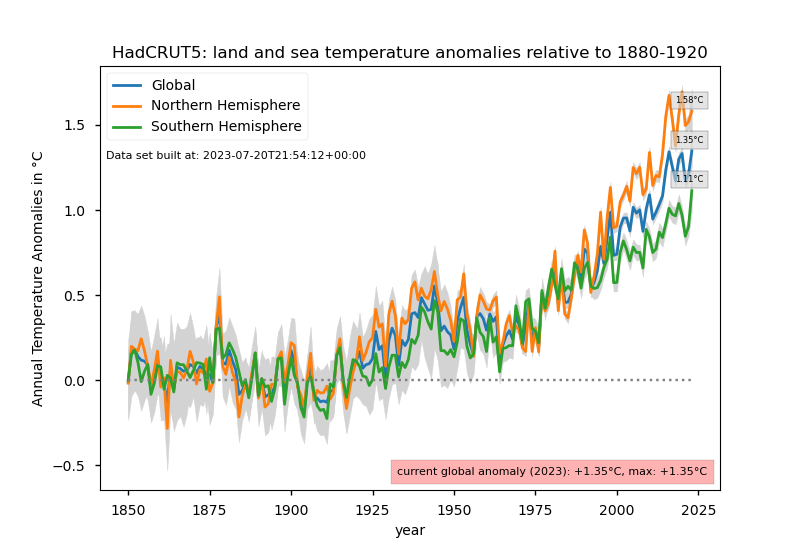 HadCRUT5: land and sea temperature anomalies relative to 1880-1920
Global
Northern Hemisphere
Southern Hemisphere
Data set built at: 2023-07-20T21:54:12+00:00
1.58°C
1.35°C
1.11°C
Annual Temperature Anomalies in °C
1.5
1.0
0.5
0.0
−0.5
current global anomaly (2023): +1.35°C, max: +1.35°C
1850 1875 1900 1925 1950 1975 2000 2025
year